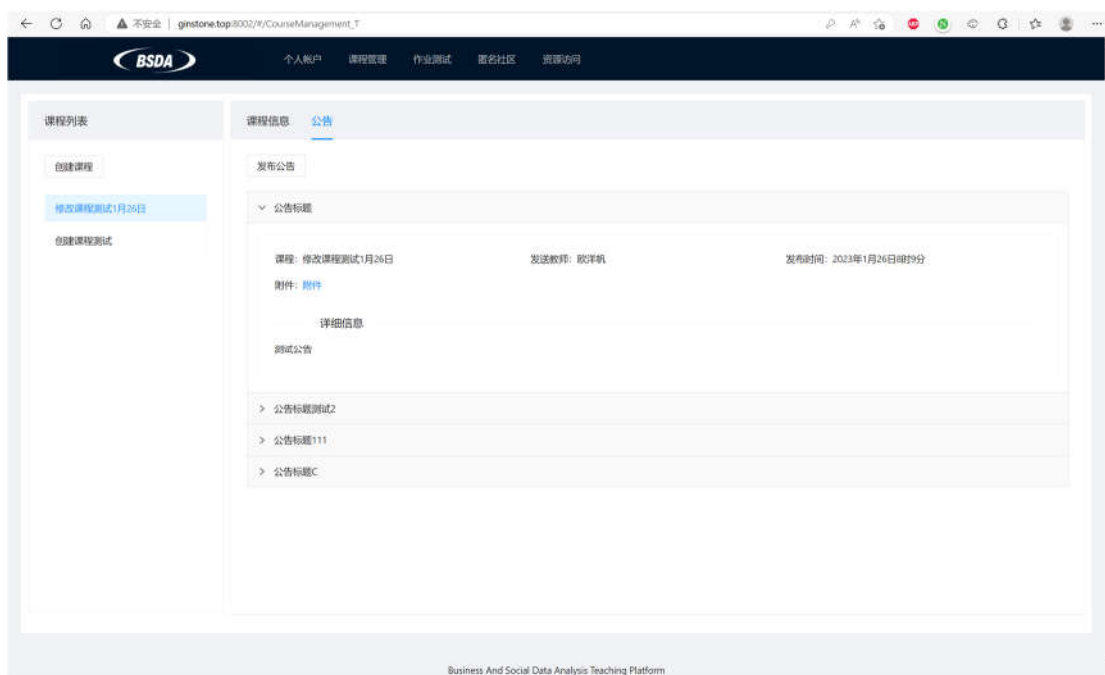 不安全 ginstone.top:8002/#/CourseManagement_T
BSDA 个人帐户 课程管理 作业测试 匿名社区 资源访问
课程列表
创建课程
修改课程测试1月26日
创建课程测试
课程信息 公告
发布公告
公告标题
课程: 修改课程测试1月26日 发送教师: 欧洋帆 发布时间: 2023年1月26日8时9分
附件: 附件
详细信息
测试公告
公告标题测试2
公告标题111
公告标题C
Business And Social Data Analysis Teaching Platform